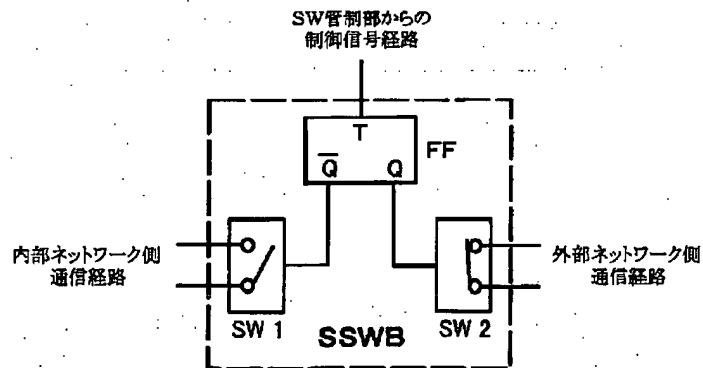 SW管制部からの
制御信号経路
T
FF
Q̅
Q
内部ネットワーク側
通信経路
外部ネットワーク側
通信経路
SW 1
SSWB
SW 2